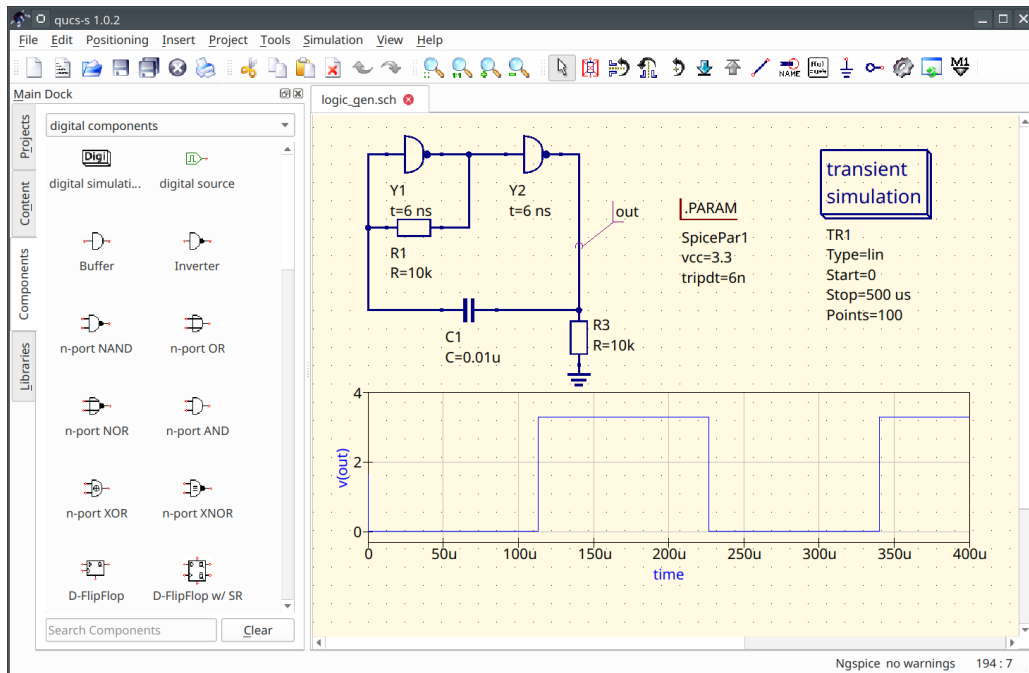 qucs-s 1.0.2
File Edit Positioning Insert Project Tools Simulation View Help
NAME
M1
Main Dock
Projects
Content
Components
Libraries
digital components
Digi
digital simulati...
digital source
Buffer
Inverter
n-port NAND
n-port OR
n-port NOR
n-port AND
n-port XOR
n-port XNOR
D-FlipFlop
D-FlipFlop w/ SR
Search Components
Clear
logic_gen.sch
Y1
t=6 ns
Y2
t=6 ns
R1
R=10k
C1
C=0.01u
out
R3
R=10k
.PARAM
SpicePar1
vcc=3.3
tripdt=6n
transient
simulation
TR1
Type=lin
Start=0
Stop=500 us
Points=100
v(out)
4
2
0
0 50u 100u 150u 200u 250u 300u 350u 400u
time
Ngspice no warnings 194 : 7